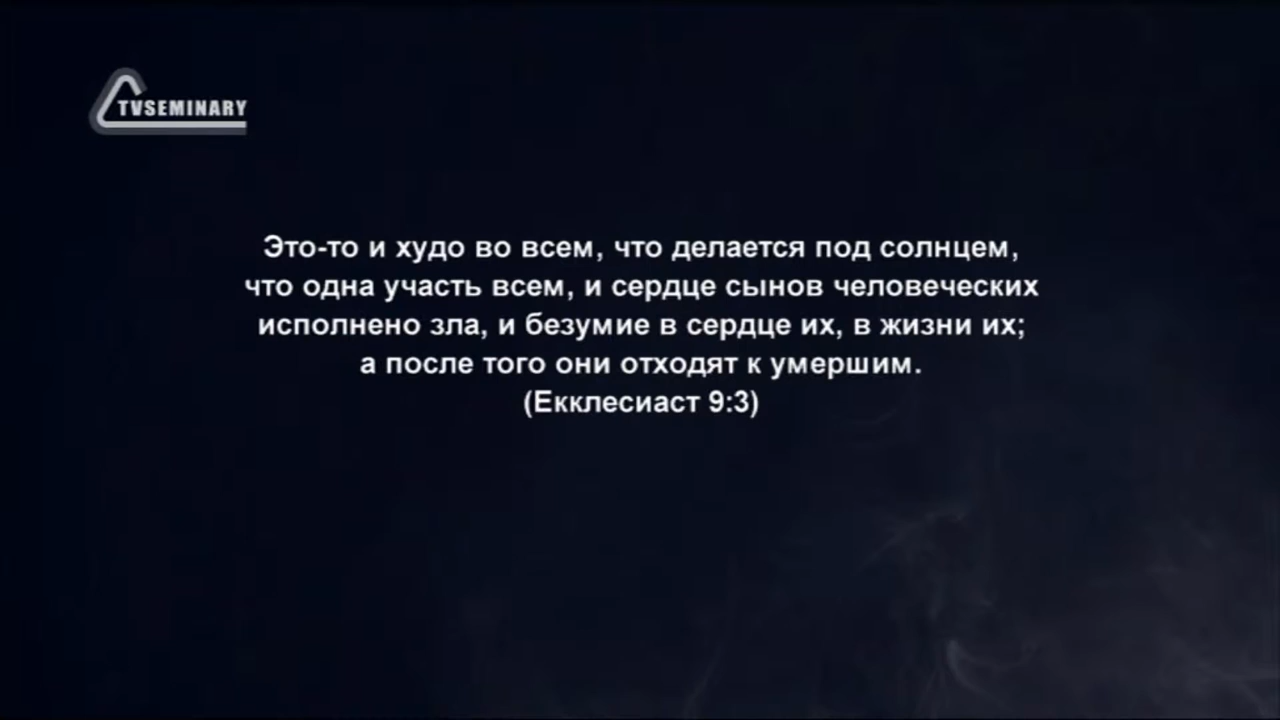 TVSEMINARY
Это-то и худо во всем, что делается под солнцем,
что одна участь всем, и сердце сынов человеческих
исполнено зла, и безумие в сердце их, в жизни их;
а после того они отходят к умершим.
(Екклесиаст 9:3)